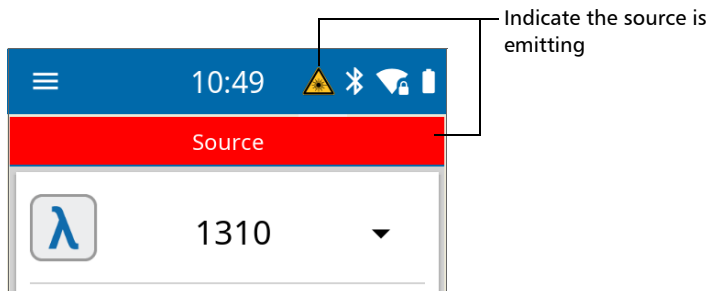 Indicate the source is
emitting
10:49
Source
λ
1310